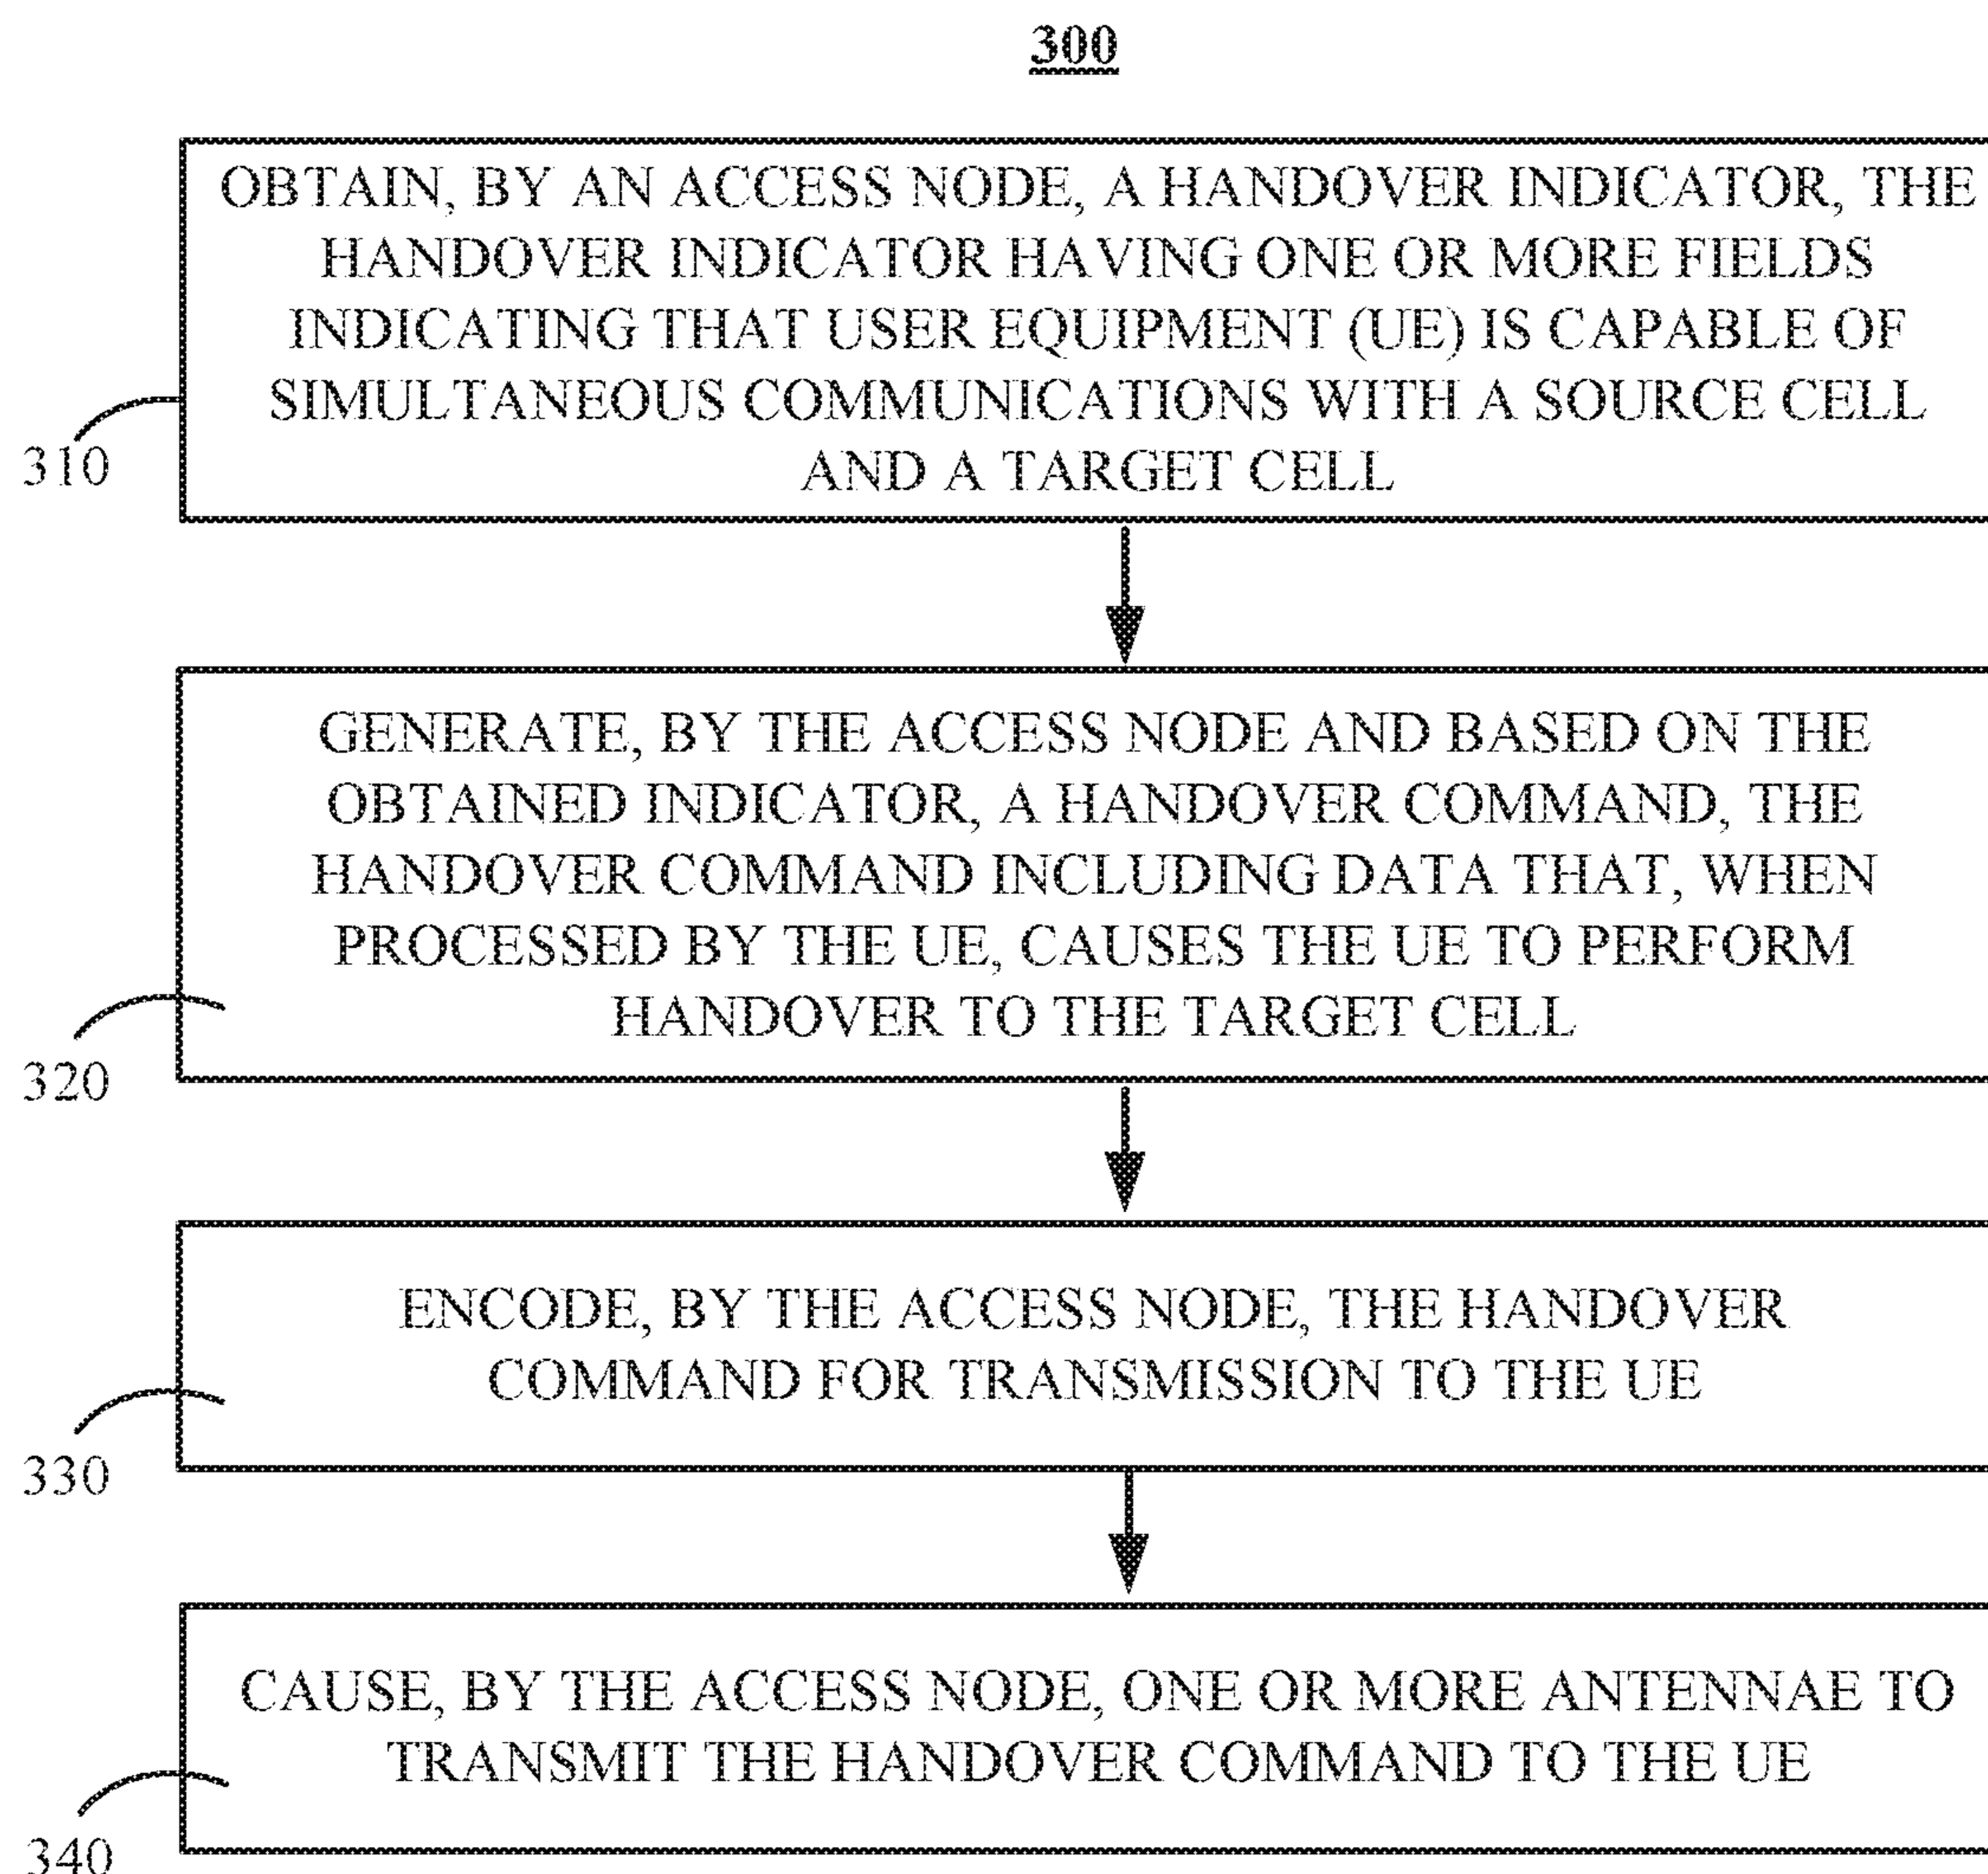 300
OBTAIN, BY AN ACCESS NODE, A HANDOVER INDICATOR, THE
HANDOVER INDICATOR HAVING ONE OR MORE FIELDS
INDICATING THAT USER EQUIPMENT (UE) IS CAPABLE OF
SIMULTANEOUS COMMUNICATIONS WITH A SOURCE CELL
AND A TARGET CELL
310
GENERATE, BY THE ACCESS NODE AND BASED ON THE
OBTAINED INDICATOR, A HANDOVER COMMAND, THE
HANDOVER COMMAND INCLUDING DATA THAT, WHEN
PROCESSED BY THE UE, CAUSES THE UE TO PERFORM
HANDOVER TO THE TARGET CELL
320
ENCODE, BY THE ACCESS NODE, THE HANDOVER
COMMAND FOR TRANSMISSION TO THE UE
330
CAUSE, BY THE ACCESS NODE, ONE OR MORE ANTENNAE TO
TRANSMIT THE HANDOVER COMMAND TO THE UE
340